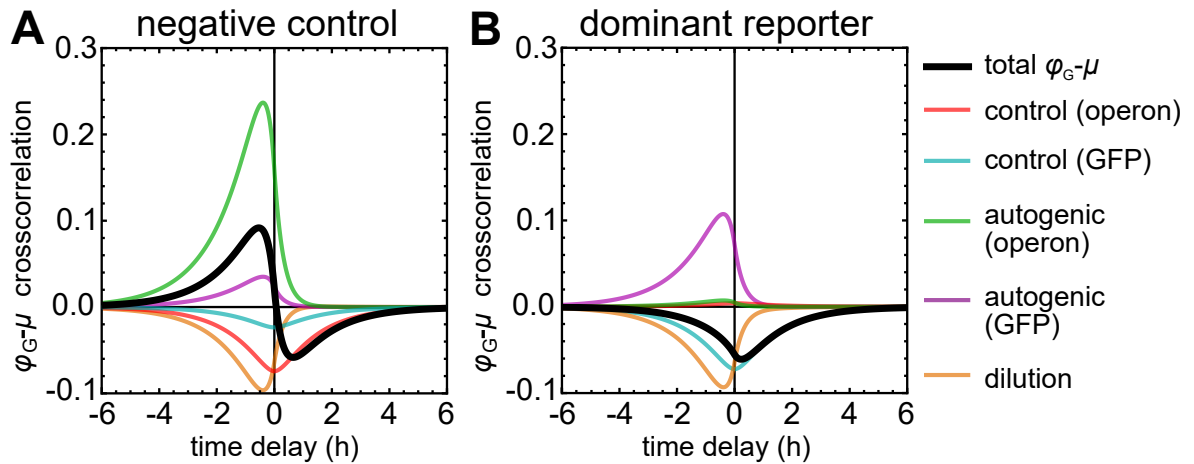 A negative control
B dominant reporter
0.3
0.2
0.1
0.0
-0.1
φG-μ crosscorrelation
-6 -4 -2 0 2 4 6
time delay (h)
φG-μ crosscorrelation
0.3
0.2
0.1
0.0
-0.1
-6 -4 -2 0 2 4 6
time delay (h)
total φG-μ
control (operon)
control (GFP)
autogenic
(operon)
autogenic
(GFP)
dilution